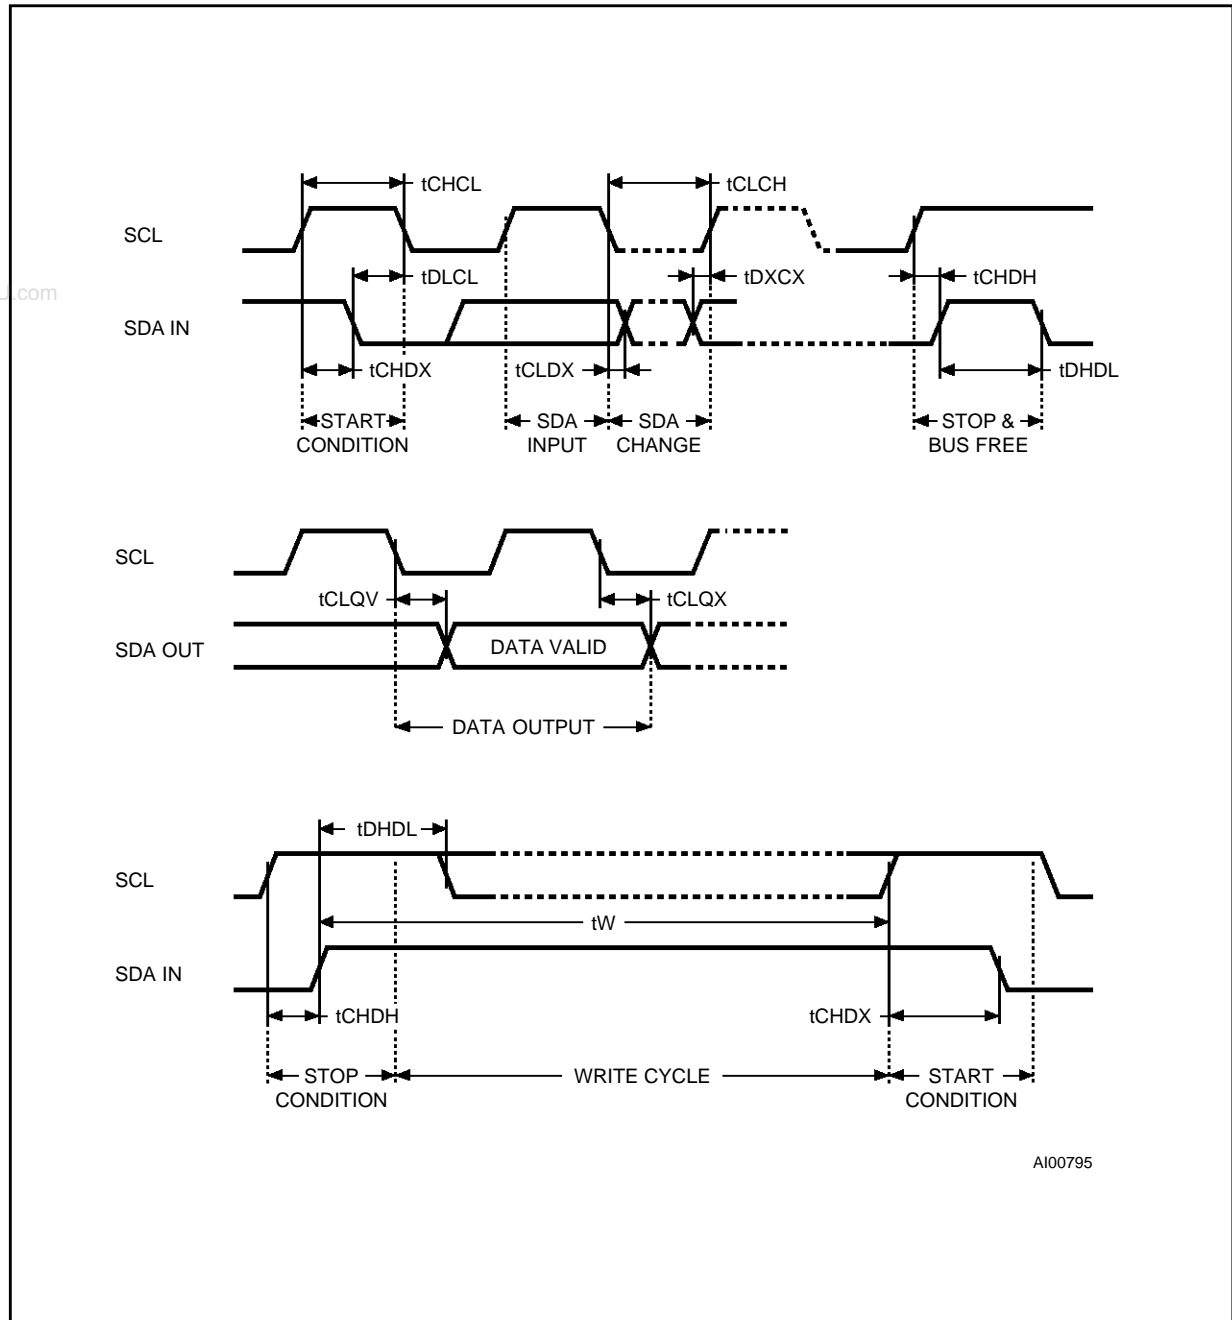 tCHCL
tCLCH
SCL
tDLCL
tDXCX
tCHDH
SDA IN
tCHDX
tCLDX
tDHDL
START
CONDITION
SDA
INPUT
SDA
CHANGE
STOP &
BUS FREE
SCL
tCLQV
tCLQX
SDA OUT
DATA VALID
DATA OUTPUT
tDHDL
SCL
tW
SDA IN
tCHDH
tCHDX
STOP
CONDITION
WRITE CYCLE
START
CONDITION
AI00795
.com